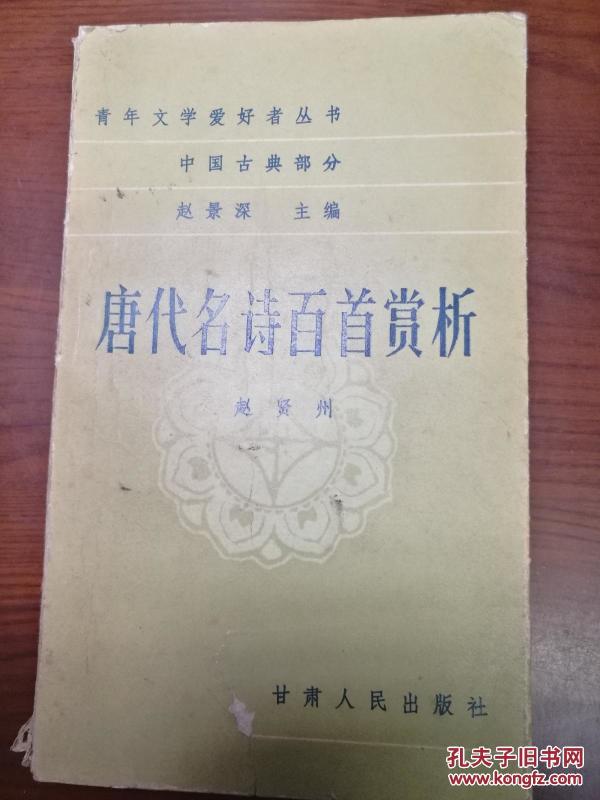 青年文学爱好者丛书
中国古典部分
赵景深 主编
唐代名诗百首赏析
赵贤州
甘肃人民出版社
孔夫子旧书网
www.kongfz.com